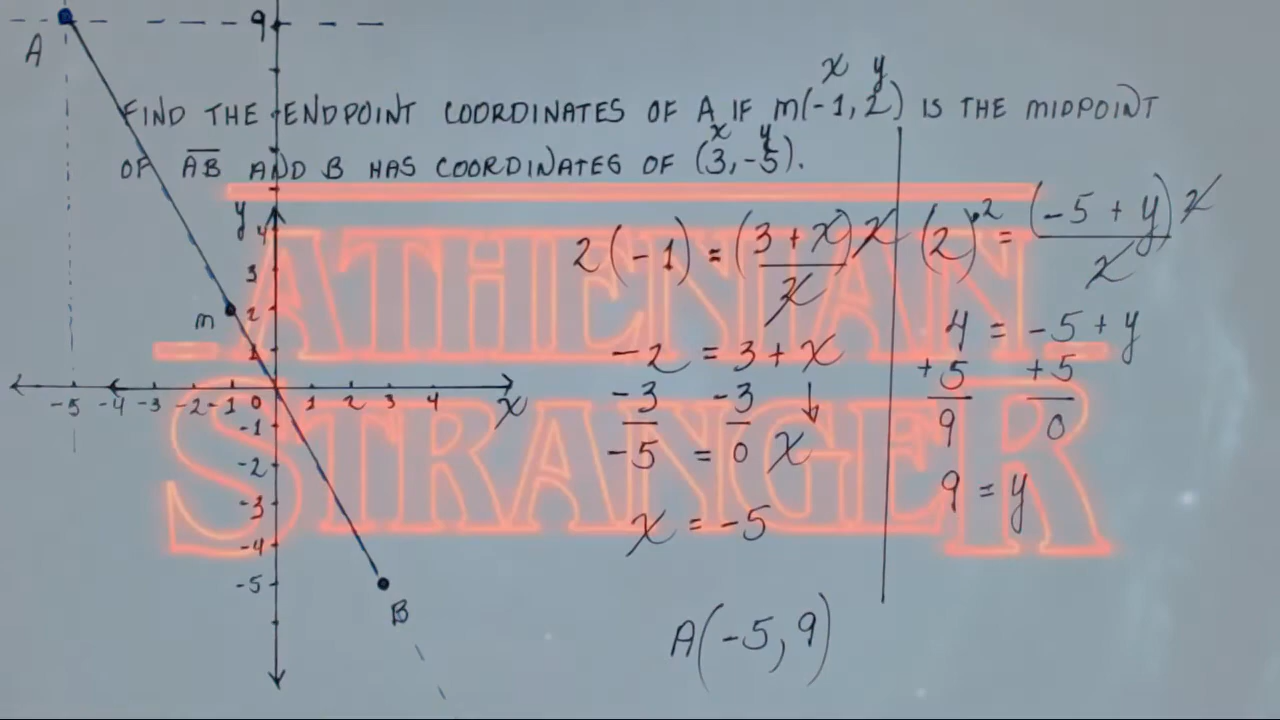 A
9
x y
FIND THE ENDPOINT COORDINATES OF A IF m(-1, 2) IS THE MIDPOINT
x y
OF A̅B̅ AND B HAS COORDINATES OF (3, -5).
y
4
3
2
1
m
-5 -4 -3 -2 -1 0 1 2 3 4 x
-1
-2
-3
-4
-5
B
2(-1) = (3 + x)2 / 2
-2 = 3 + x
-3 -3
-5 = 0 x
x = -5
(2)·2 = (-5 + y)2 / 2
4 = -5 + y
+5 +5
9 0
9 = y
A(-5, 9)
ATHENIAN
STRANGER